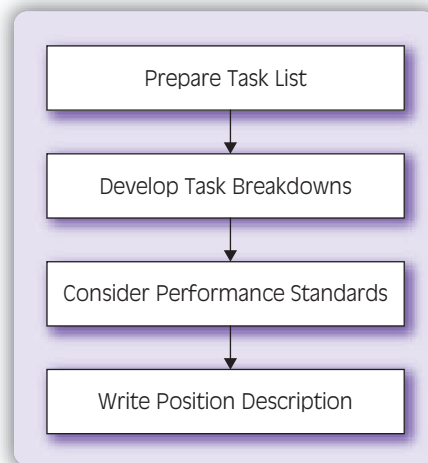 Prepare Task List
Develop Task Breakdowns
Consider Performance Standards
Write Position Description